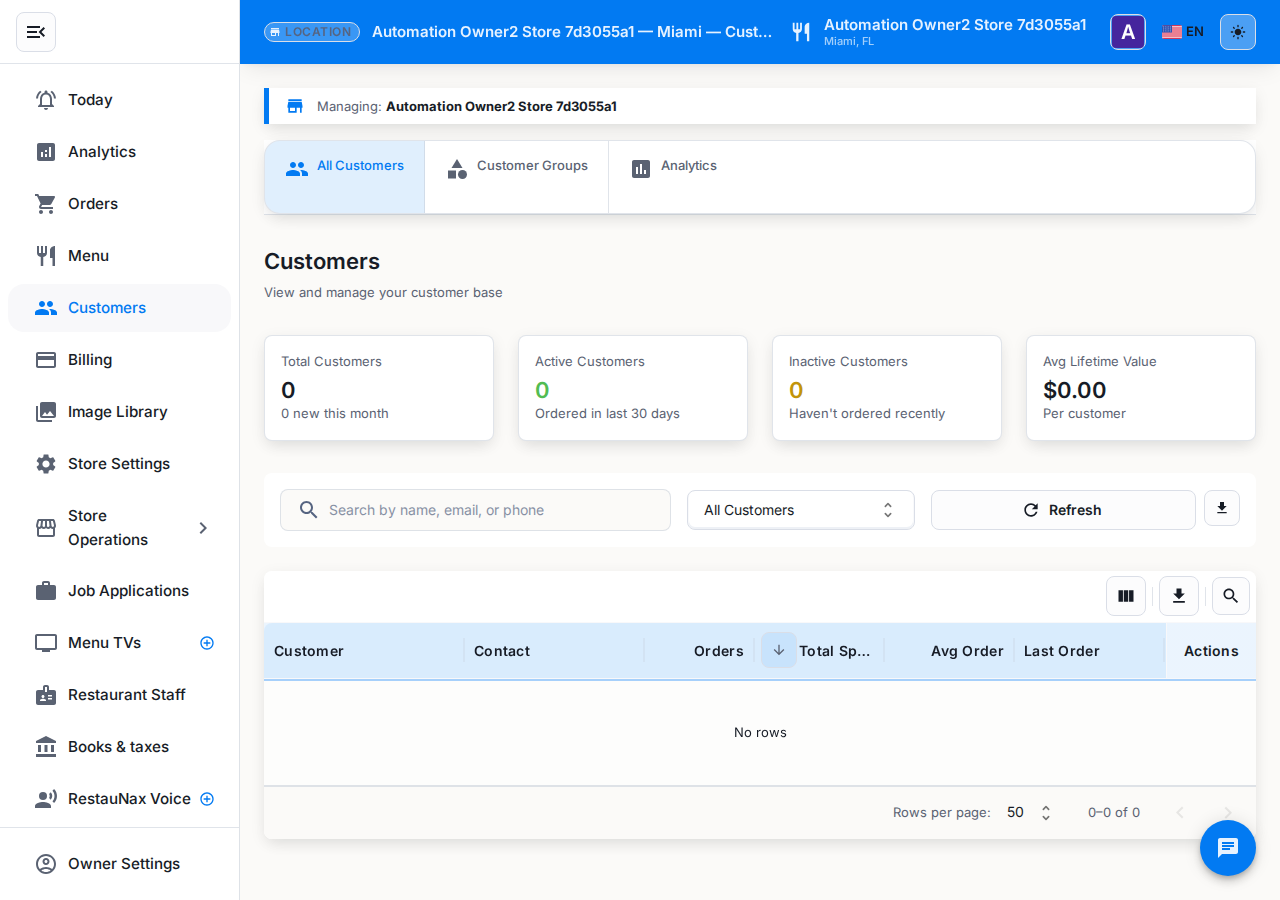 LOCATION
Automation Owner2 Store 7d3055a1 — Miami — Cust...
Automation Owner2 Store 7d3055a1
Miami, FL
A
EN
Today
Analytics
Orders
Menu
Customers
Billing
Image Library
Store Settings
Store
Operations
Job Applications
Menu TVs
Restaurant Staff
Books & taxes
RestauNax Voice
Owner Settings
Managing: Automation Owner2 Store 7d3055a1
All Customers
Customer Groups
Analytics
Customers
View and manage your customer base
Total Customers
0
0 new this month
Active Customers
0
Ordered in last 30 days
Inactive Customers
0
Haven't ordered recently
Avg Lifetime Value
$0.00
Per customer
Search by name, email, or phone
All Customers
Refresh
Customer
Contact
Orders
Total Sp...
Avg Order
Last Order
Actions
No rows
Rows per page: 50
0–0 of 0